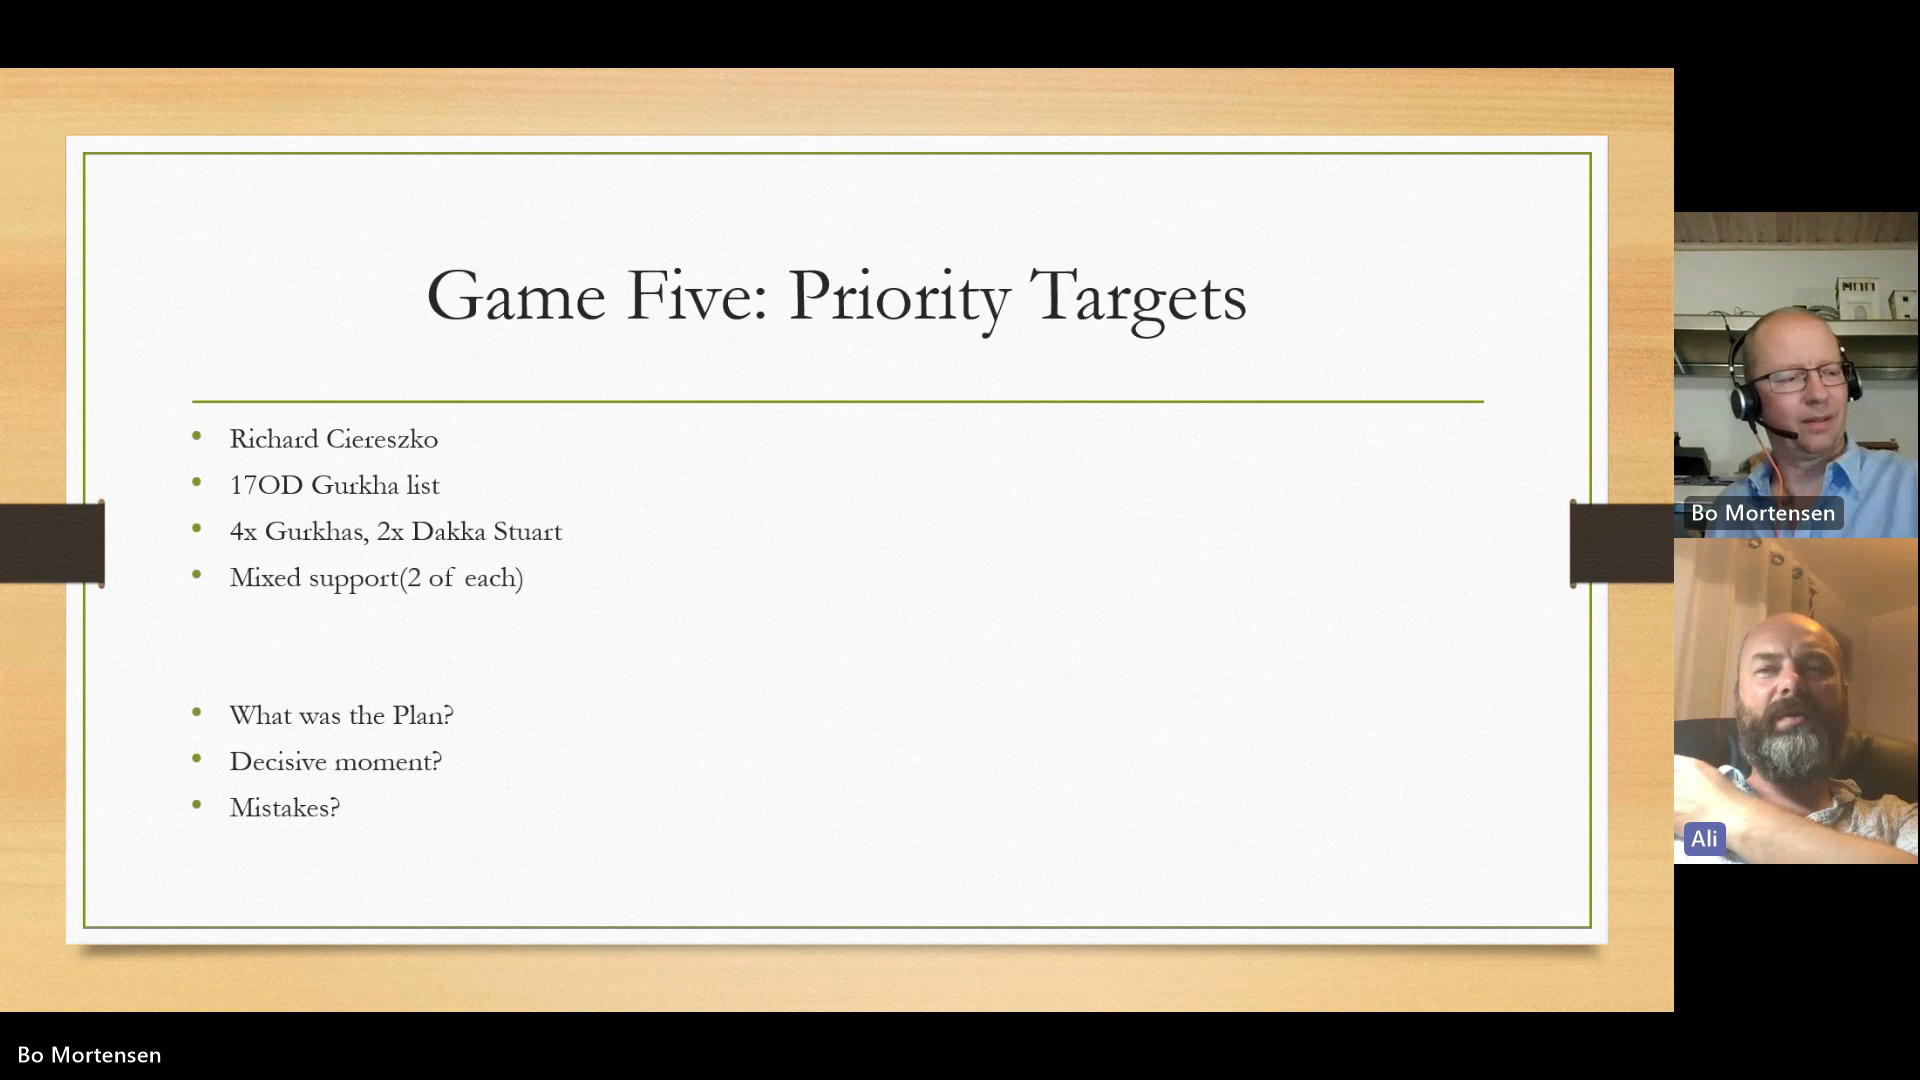 Game Five: Priority Targets
Richard Ciereszko
17OD Gurkha list
4x Gurkhas, 2x Dakka Stuart
Mixed support(2 of each)
What was the Plan?
Decisive moment?
Mistakes?
Bo Mortensen
Ali
Bo Mortensen